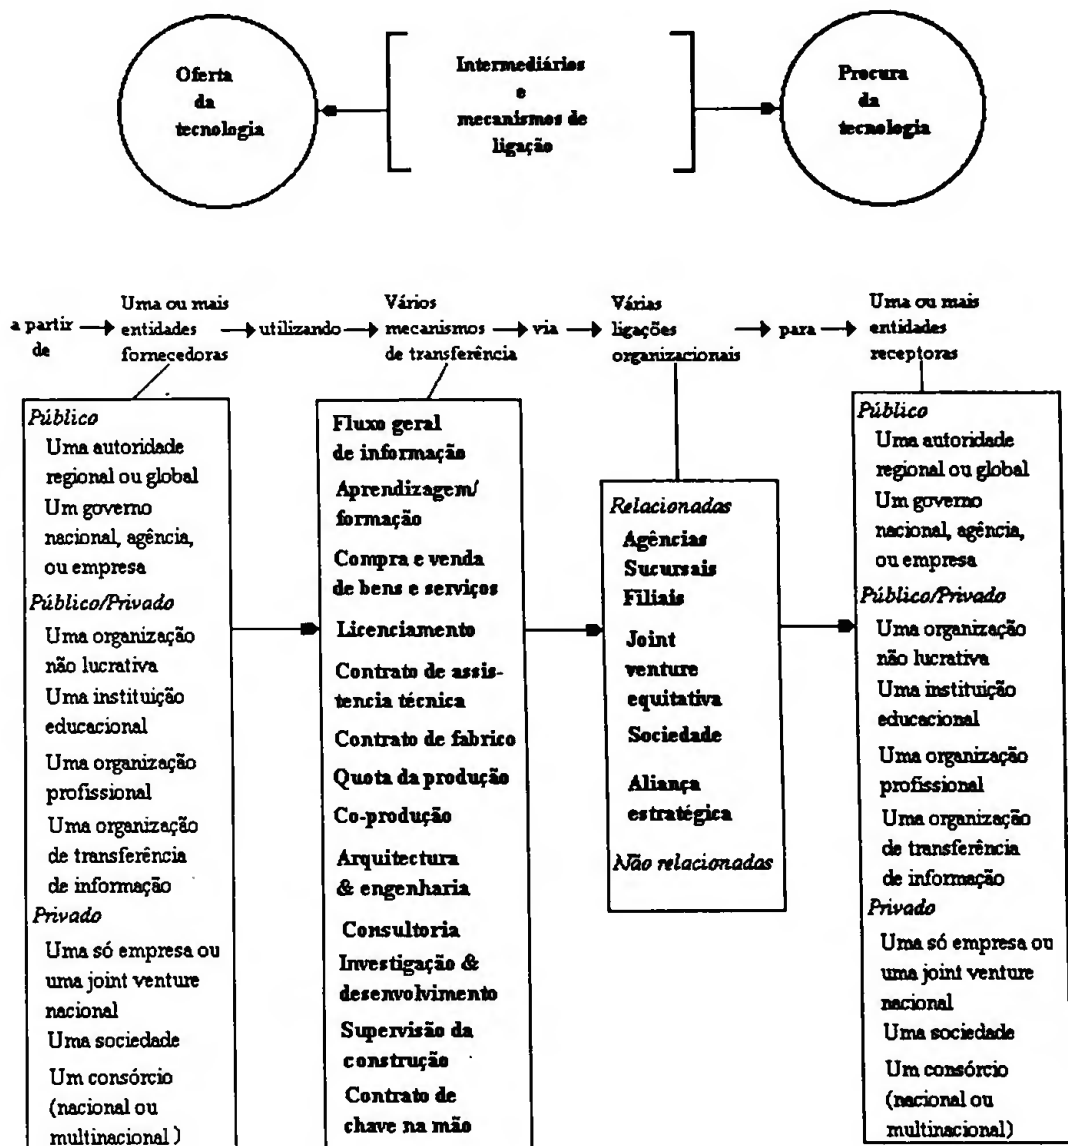 Oferta
da
tecnologia
Intermediários
e
mecanismos de
ligação
Procura
da
tecnologia
a partir
de
Uma ou mais
entidades
fornecedoras
utilizando
Vários
mecanismos
de transferência
via
Várias
ligações
organizacionais
para
Uma ou mais
entidades
receptoras
Público
Uma autoridade
regional ou global
Um governo
nacional, agência,
ou empresa
Público/Privado
Uma organização
não lucrativa
Uma instituição
educacional
Uma organização
profissional
Uma organização
de transferência
de informação
Privado
Uma só empresa ou
uma joint venture
nacional
Uma sociedade
Um consórcio
(nacional ou
multinacional )
Fluxo geral
de informação
Aprendizagem/
formação
Compra e venda
de bens e serviços
Licenciamento
Contrato de assis-
tencia técnica
Contrato de fabrico
Quota da produção
Co-produção
Arquitectura
& engenharia
Consultoria
Investigação &
desenvolvimento
Supervisão da
construção
Contrato de
chave na mão
Relacionadas
Agências
Sucursais
Filiais
Joint
venture
equitativa
Sociedade
Aliança
estratégica
Não relacionadas
Público
Uma autoridade
regional ou global
Um governo
nacional, agência,
ou empresa
Público/Privado
Uma organização
não lucrativa
Uma instituição
educacional
Uma organização
profissional
Uma organização
de transferência
de informação
Privado
Uma só empresa ou
uma joint venture
nacional
Uma sociedade
Um consórcio
(nacional ou
multinacional)